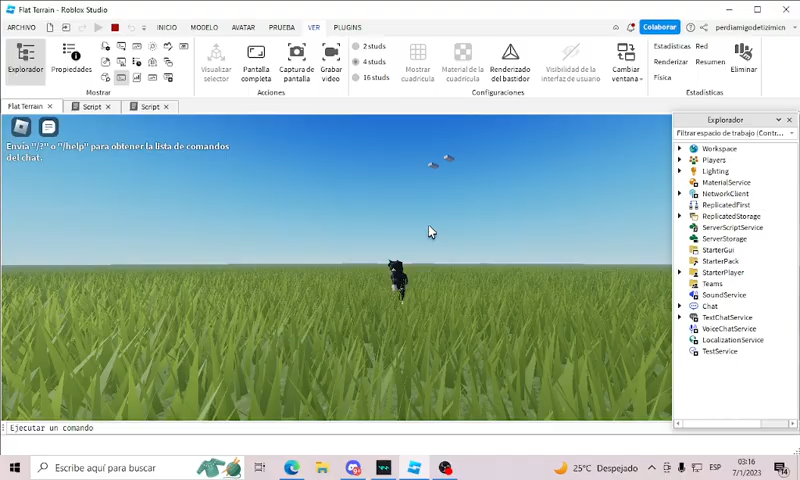 Flat Terrain - Roblox Studio
ARCHIVO
INICIO MODELO AVATAR PRUEBA VER PLUGINS
Colaborar
perdiamigodetizimicn
Explorador
Propiedades
Mostrar
Visualizar selector
Pantalla completa
Captura de pantalla
Grabar video
Acciones
2 studs
4 studs
16 studs
Mostrar cuadrícula
Material de la cuadrícula
Renderizado del bastidor
Visibilidad de la interfaz de usuario
Configuraciones
Cambiar ventana
Estadísticas Red
Renderizar Resumen
Física
Eliminar
Estadísticas
Flat Terrain
Script
Script
Envía "/?" o "/help" para obtener la lista de comandos
del chat.
Explorador
Filtrar espacio de trabajo (Contr...
Workspace
Players
Lighting
MaterialService
NetworkClient
ReplicatedFirst
ReplicatedStorage
ServerScriptService
ServerStorage
StarterGui
StarterPack
StarterPlayer
Teams
SoundService
Chat
TextChatService
VoiceChatService
LocalizationService
TestService
Ejecutar un comando
Escribe aquí para buscar
25°C Despejado
ESP
03:16
7/1/2023
14